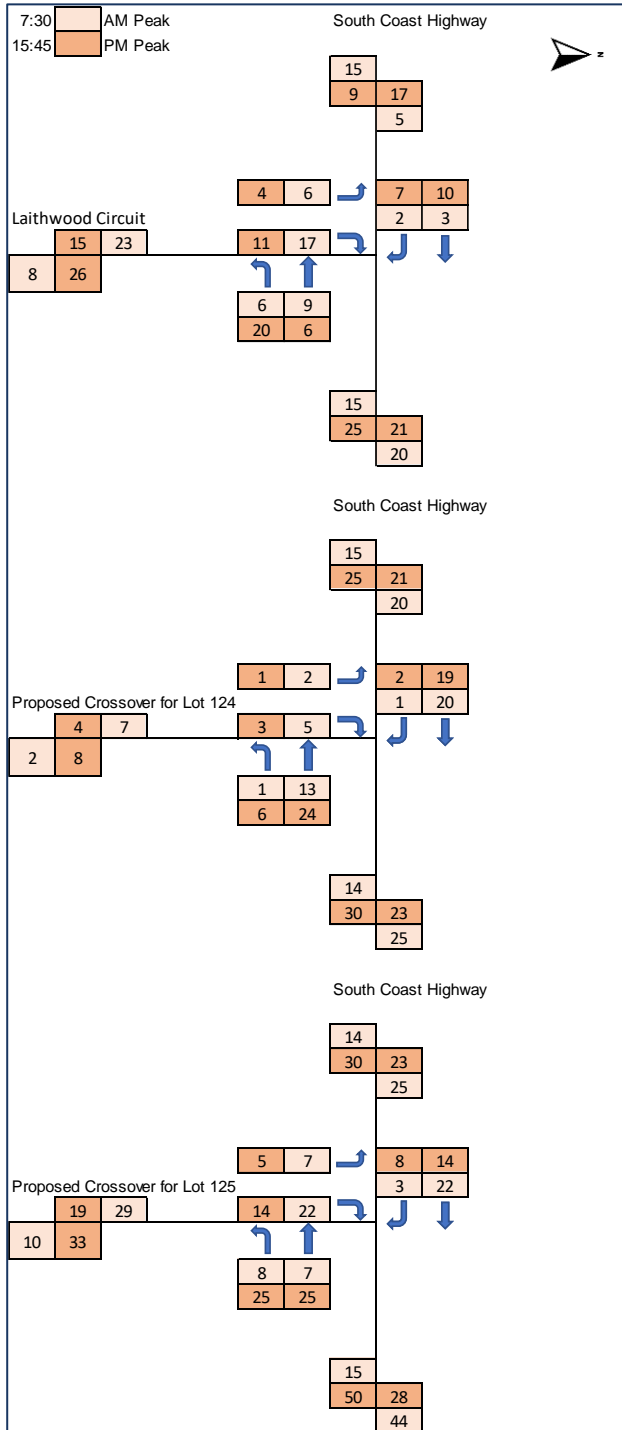 7:30 AM Peak South Coast Highway
15:45 PM Peak
N
15
9 17
5
4 6 7 10
2 3
Laithwood Circuit
15 23 11 17
8 26
6 9
20 6
15
25 21
20
South Coast Highway
15
25 21
20
1 2 2 19
1 20
Proposed Crossover for Lot 124
4 7 3 5
2 8
1 13
6 24
14
30 23
25
South Coast Highway
14
30 23
25
5 7 8 14
3 22
Proposed Crossover for Lot 125
19 29 14 22
10 33
8 7
25 25
15
50 28
44